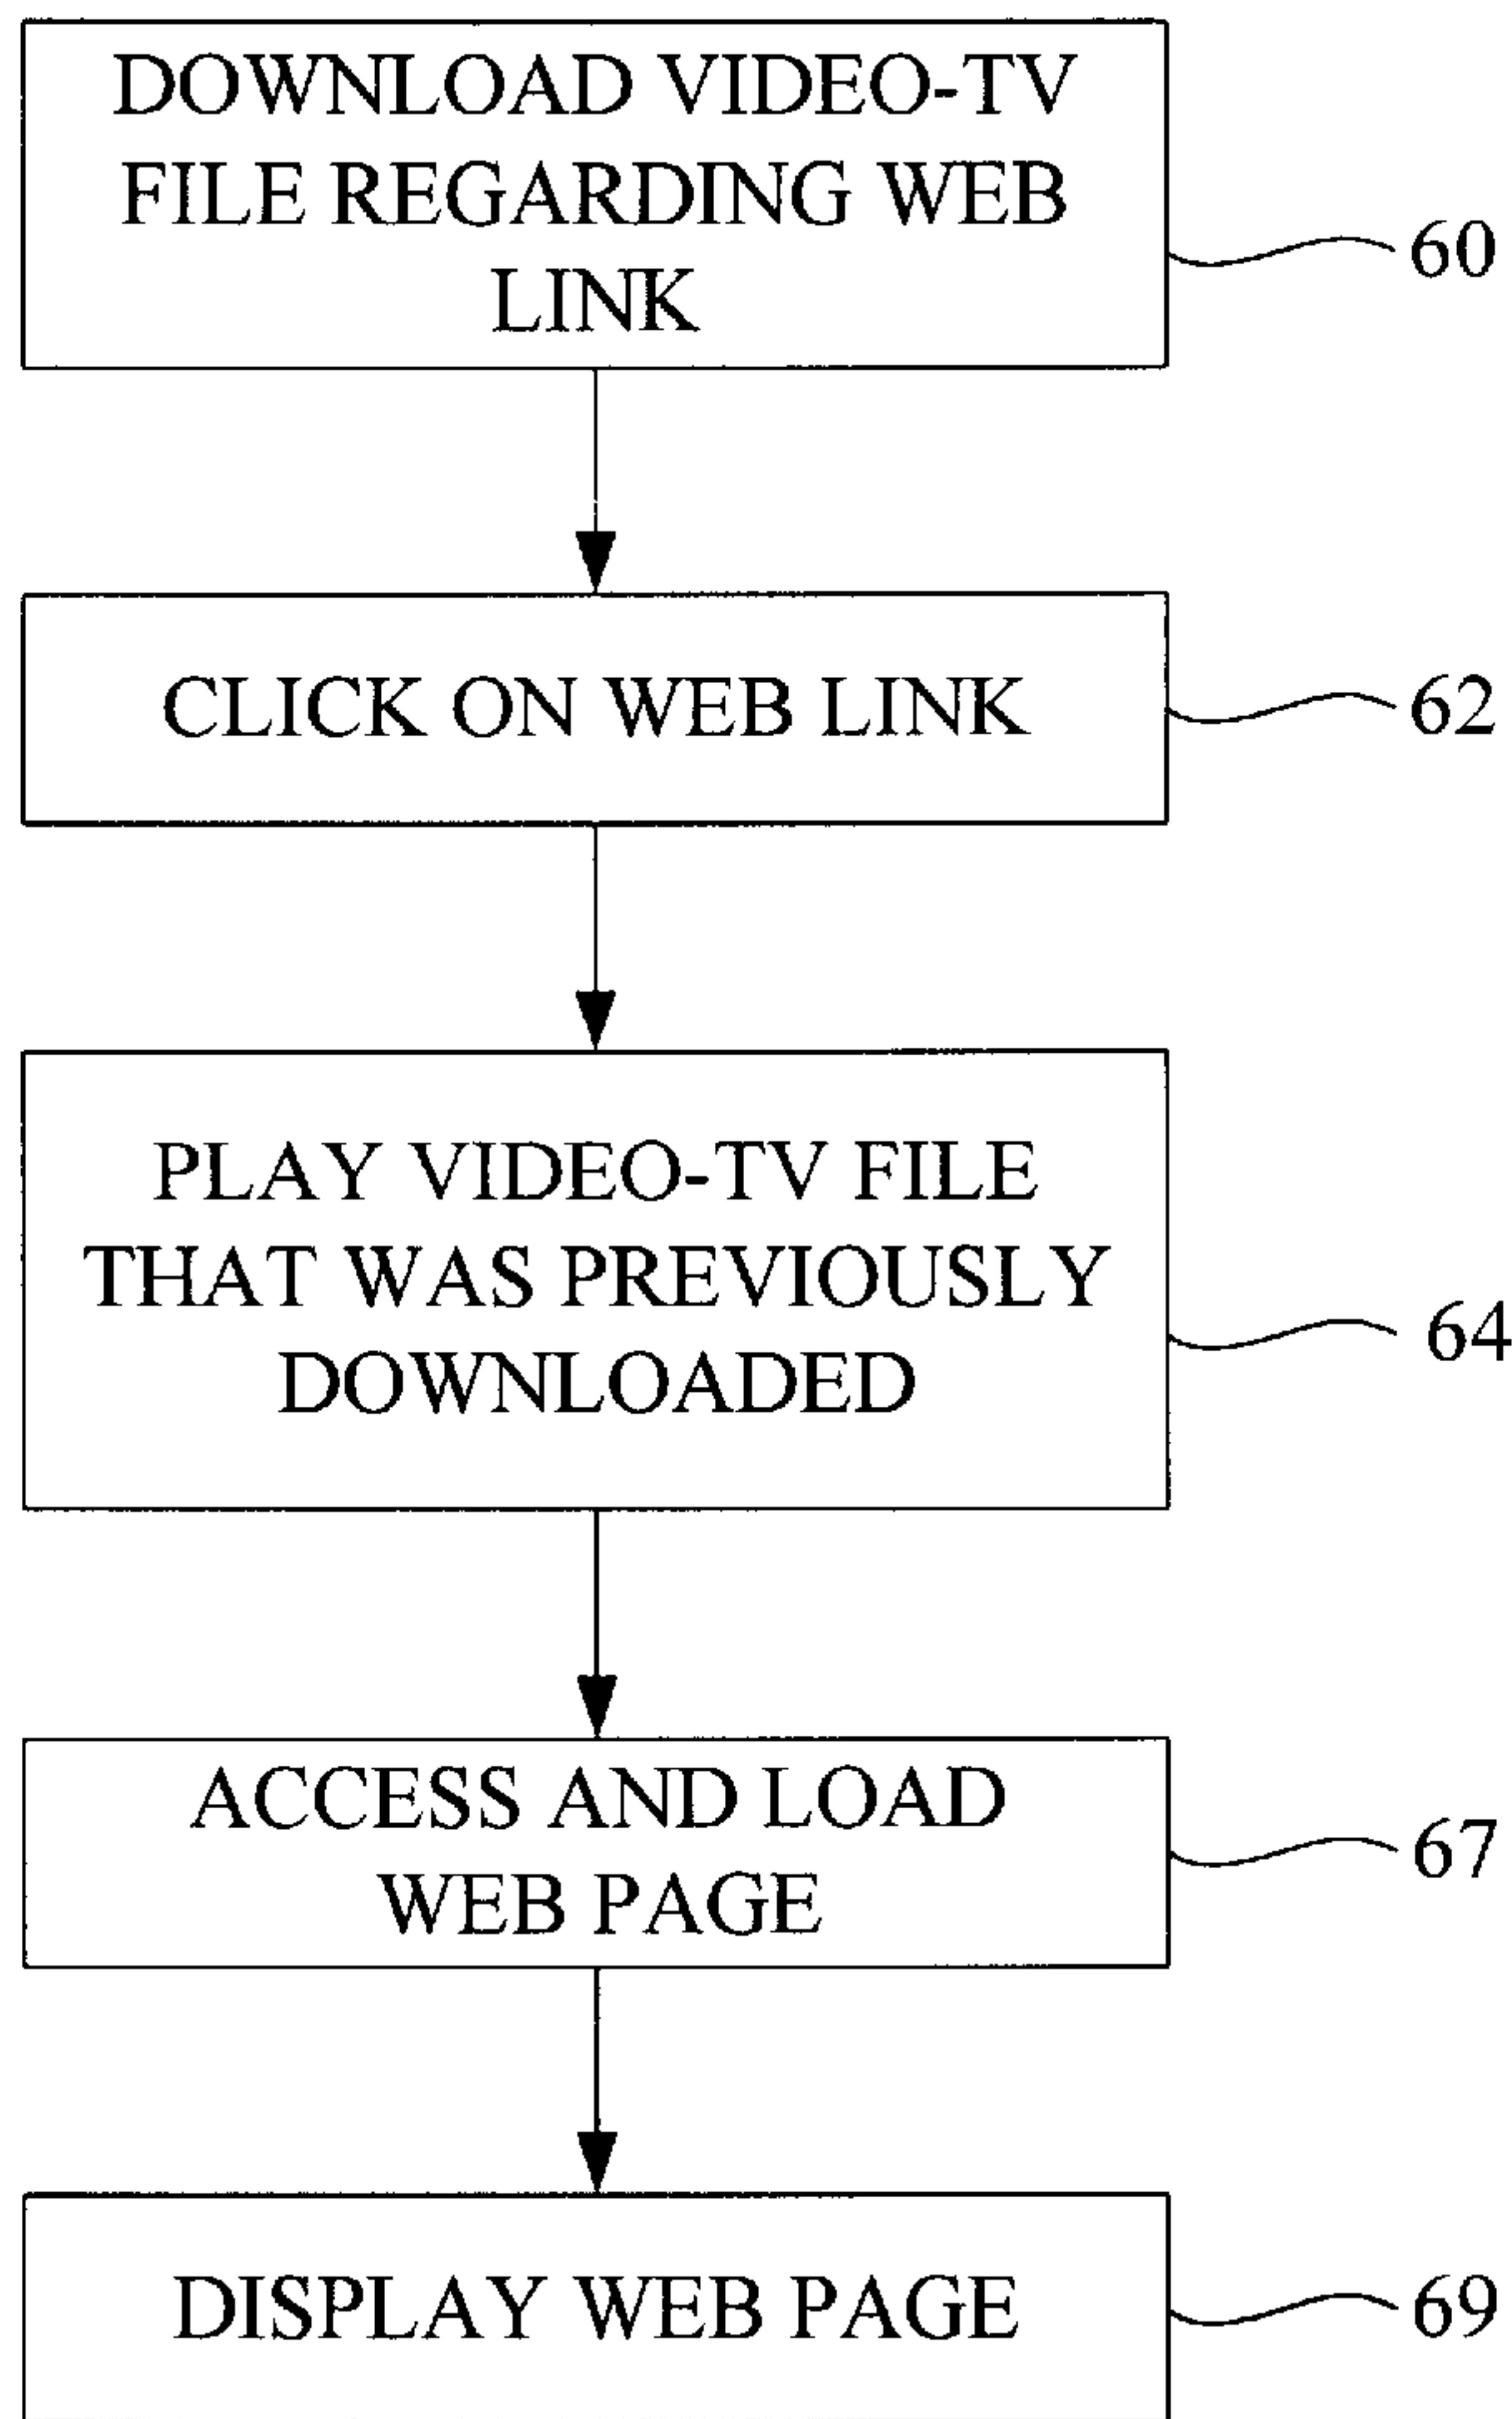 DOWNLOAD VIDEO-TV
FILE REGARDING WEB
LINK
60
CLICK ON WEB LINK
62
PLAY VIDEO-TV FILE
THAT WAS PREVIOUSLY
DOWNLOADED
64
ACCESS AND LOAD
WEB PAGE
67
DISPLAY WEB PAGE
69